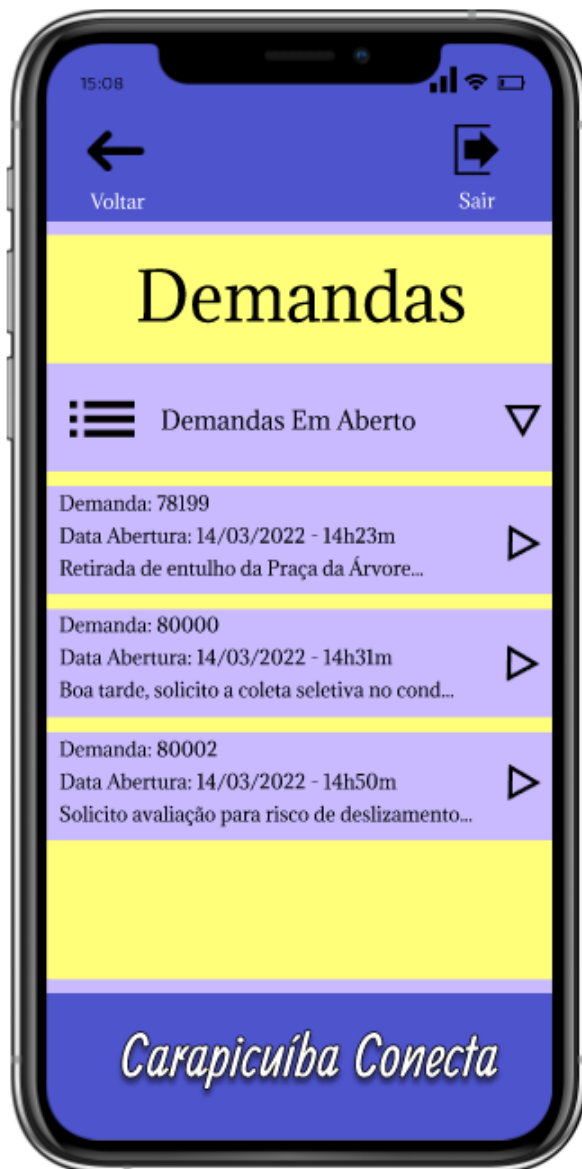 15:08
Voltar
Sair
Demandas
Demandas Em Aberto
Demanda: 78199
Data Abertura: 14/03/2022 - 14h23m
Retirada de entulho da Praça da Árvore...
Demanda: 80000
Data Abertura: 14/03/2022 - 14h31m
Boa tarde, solicito a coleta seletiva no cond...
Demanda: 80002
Data Abertura: 14/03/2022 - 14h50m
Solicito avaliação para risco de deslizamento...
Carapicuíba Conecta